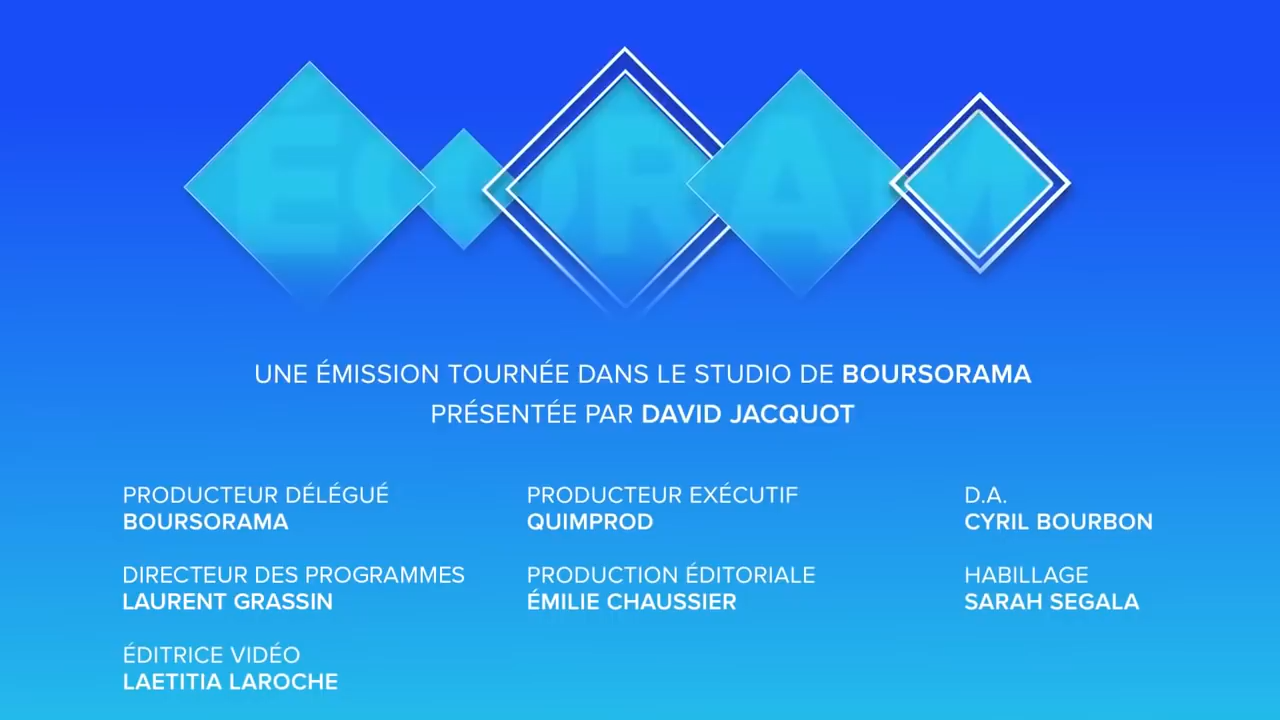 ÉCORAM
UNE ÉMISSION TOURNÉE DANS LE STUDIO DE BOURSORAMA
PRÉSENTÉE PAR DAVID JACQUOT
PRODUCTEUR DÉLÉGUÉ
BOURSORAMA
PRODUCTEUR EXÉCUTIF
QUIMPROD
D.A.
CYRIL BOURBON
DIRECTEUR DES PROGRAMMES
LAURENT GRASSIN
PRODUCTION ÉDITORIALE
ÉMILIE CHAUSSIER
HABILLAGE
SARAH SEGALA
ÉDITRICE VIDÉO
LAETITIA LAROCHE